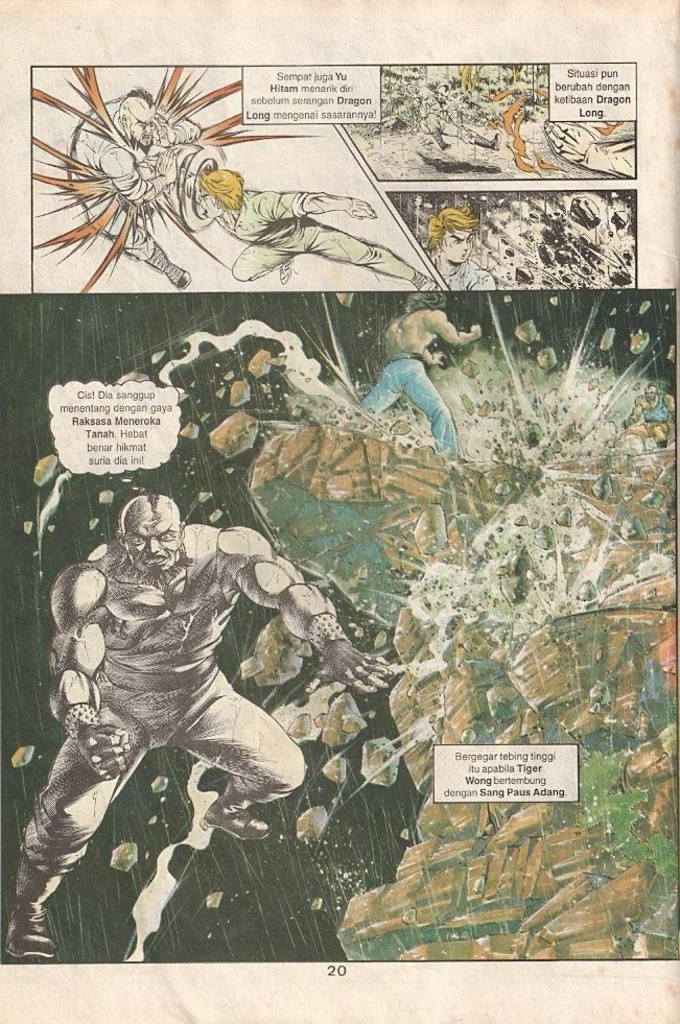 Sempat juga Yu
Hitam menarik diri
sebelum serangan Dragon
Long mengenai sasarannya!
Situasi pun
berubah dengan
ketibaan Dragon
Long.
Cis! Dia sanggup
menentang dengan gaya
Raksasa Meneroka
Tanah. Hebat
benar hikmat
suria dia ini!
Bergegar tebing tinggi
itu apabila Tiger
Wong bertembung
dengan Sang Paus Adang.
20